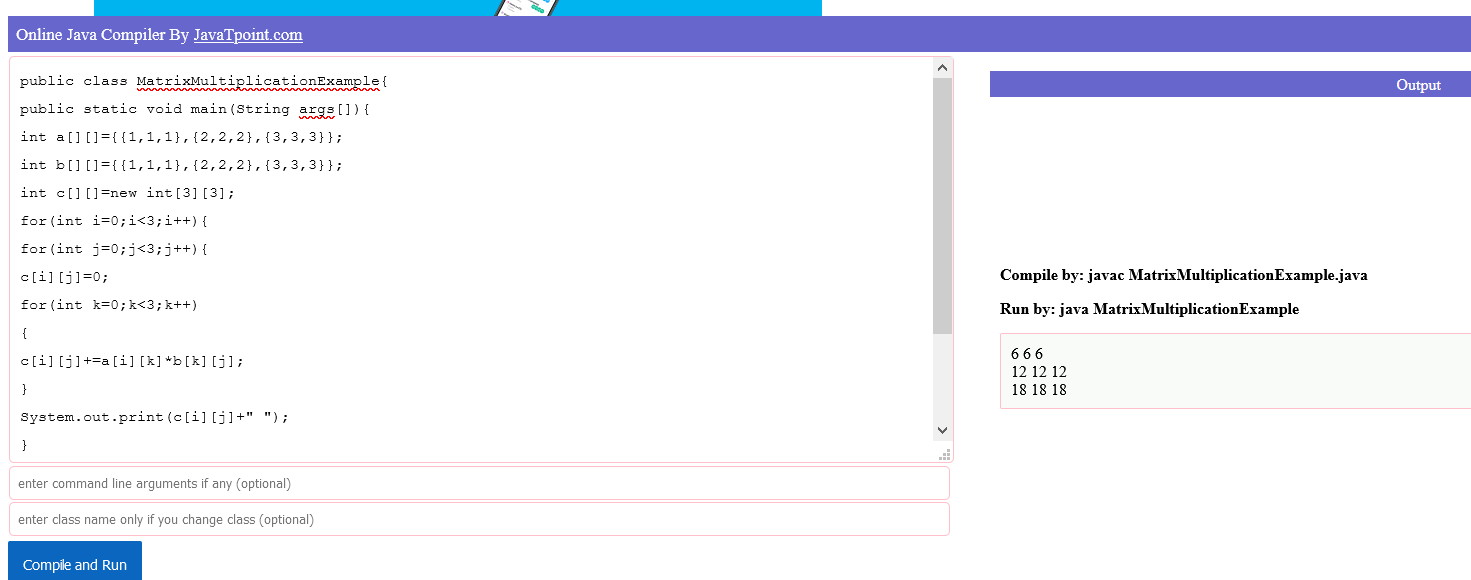 Online Java Compiler By JavaTpoint.com
public class MatrixMultiplicationExample{
public static void main(String args[]){
int a[][]={{1,1,1},{2,2,2},{3,3,3}};
int b[][]={{1,1,1},{2,2,2},{3,3,3}};
int c[][]=new int[3][3];
for(int i=0;i<3;i++){
for(int j=0;j<3;j++){
c[i][j]=0;
for(int k=0;k<3;k++)
{
c[i][j]+=a[i][k]*b[k][j];
}
System.out.print(c[i][j]+" ");
}
enter command line arguments if any (optional)
enter class name only if you change class (optional)
Compile and Run
Output
Compile by: javac MatrixMultiplicationExample.java
Run by: java MatrixMultiplicationExample
6 6 6
12 12 12
18 18 18